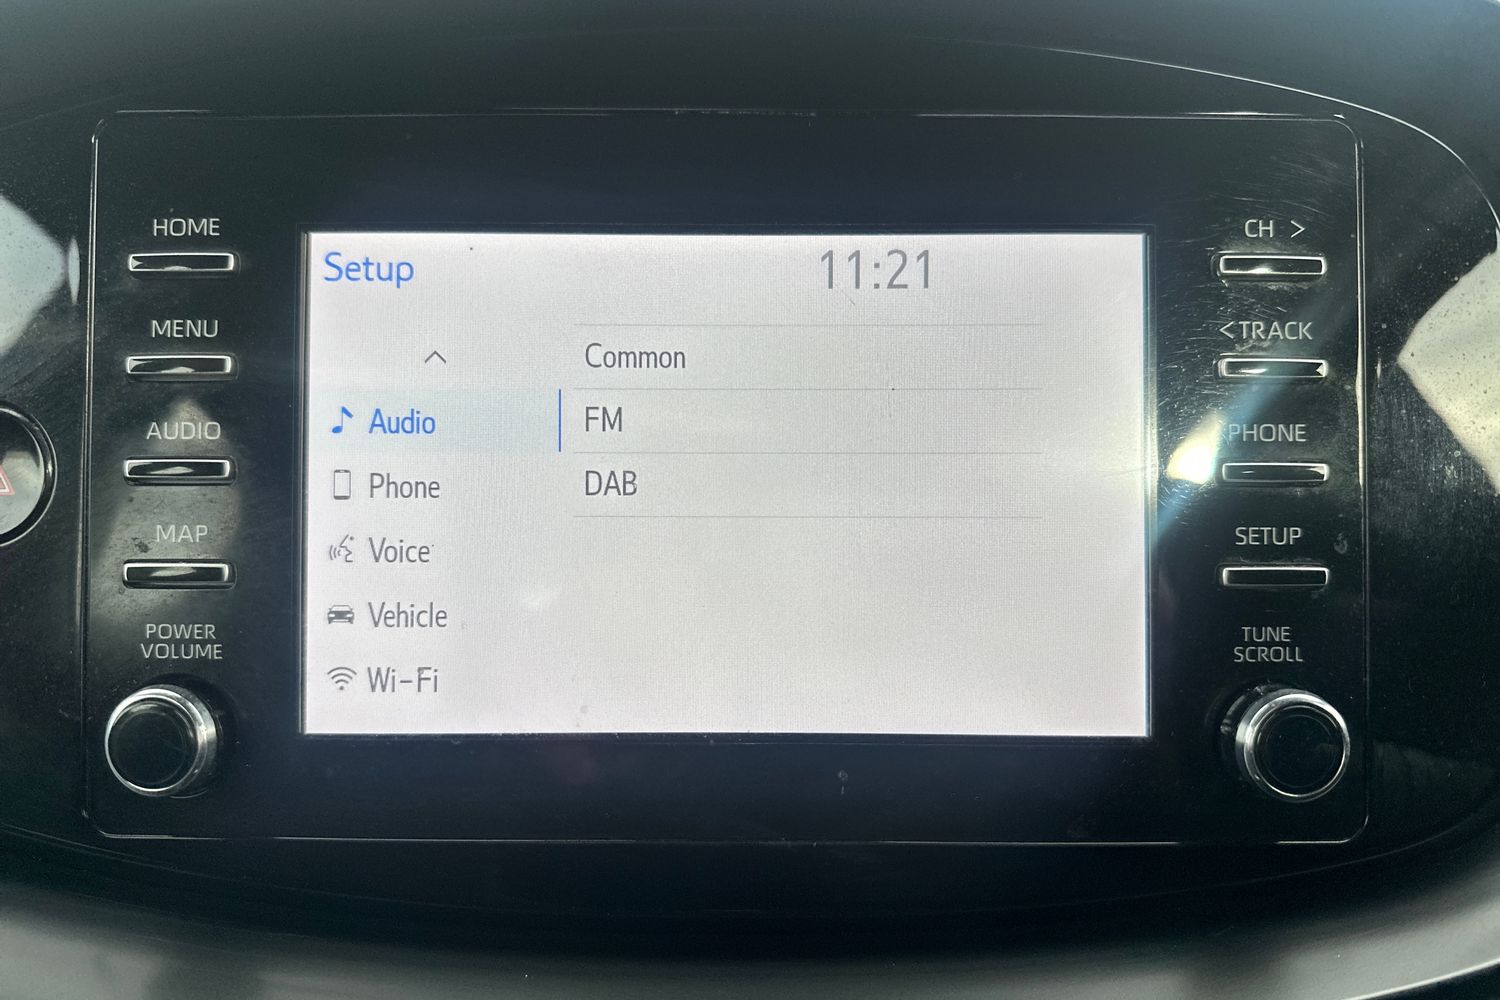 HOME
MENU
AUDIO
MAP
POWER
VOLUME
Setup
11:21
Audio
Phone
Voice
Vehicle
Wi-Fi
Common
FM
DAB
CH >
<TRACK
PHONE
SETUP
TUNE
SCROLL